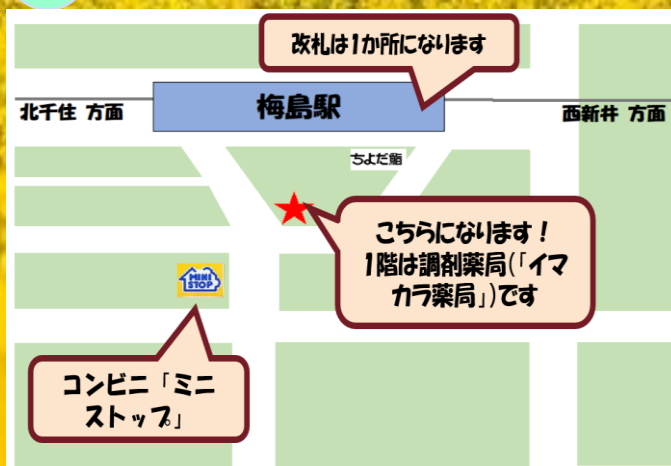 改札は1か所になります
梅島駅
北千住 方面
西新井 方面
ちよだ鮨
こちらになります！
1階は調剤薬局(「イマ
カラ薬局」)です
MINI
STOP
コンビニ「ミニ
ストップ」